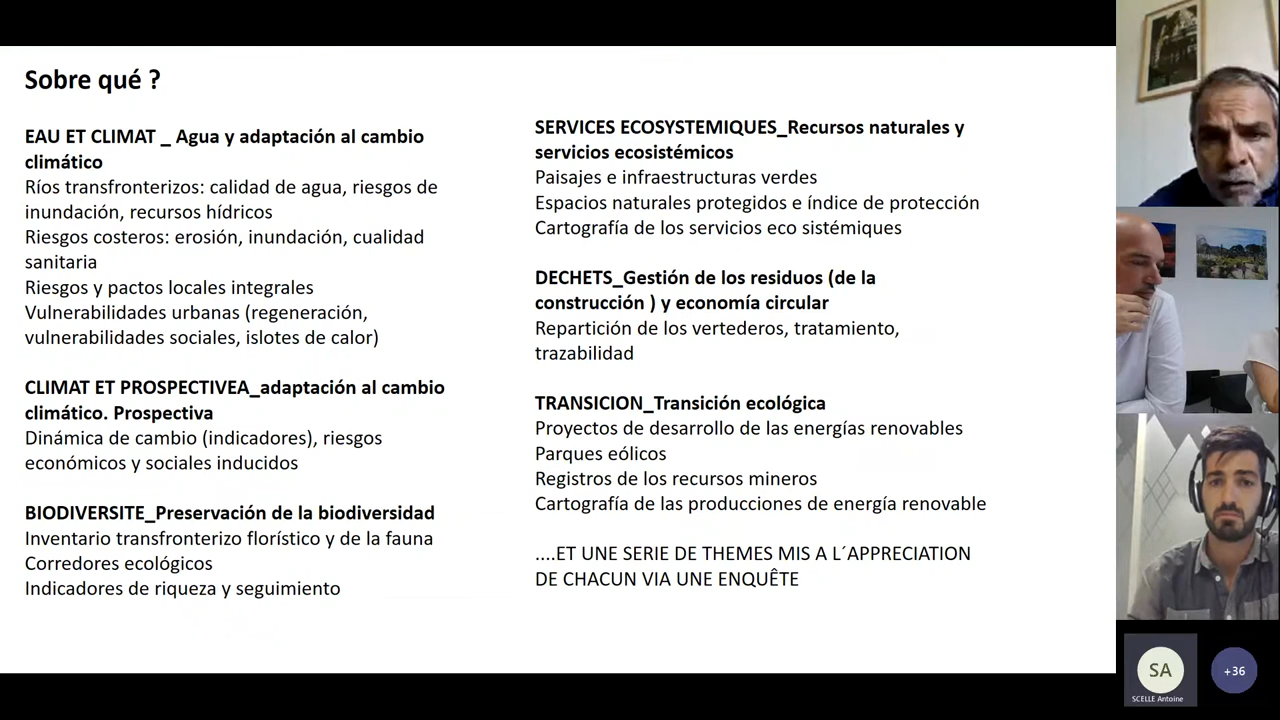 Sobre qué ?
EAU ET CLIMAT _ Agua y adaptación al cambio
climático
Ríos transfronterizos: calidad de agua, riesgos de
inundación, recursos hídricos
Riesgos costeros: erosión, inundación, cualidad
sanitaria
Riesgos y pactos locales integrales
Vulnerabilidades urbanas (regeneración,
vulnerabilidades sociales, islotes de calor)
CLIMAT ET PROSPECTIVEA_adaptación al cambio
climático. Prospectiva
Dinámica de cambio (indicadores), riesgos
económicos y sociales inducidos
BIODIVERSITE_Preservación de la biodiversidad
Inventario transfronterizo florístico y de la fauna
Corredores ecológicos
Indicadores de riqueza y seguimiento
SERVICES ECOSYSTEMIQUES_Recursos naturales y
servicios ecosistémicos
Paisajes e infraestructuras verdes
Espacios naturales protegidos e índice de protección
Cartografía de los servicios eco sistémiques
DECHETS_Gestión de los residuos (de la
construcción ) y economía circular
Repartición de los vertederos, tratamiento,
trazabilidad
TRANSICION_Transición ecológica
Proyectos de desarrollo de las energías renovables
Parques eólicos
Registros de los recursos mineros
Cartografía de las producciones de energía renovable
....ET UNE SERIE DE THEMES MIS A L´APPRECIATION
DE CHACUN VIA UNE ENQUÊTE
SA
SCELLE Antoine
+36